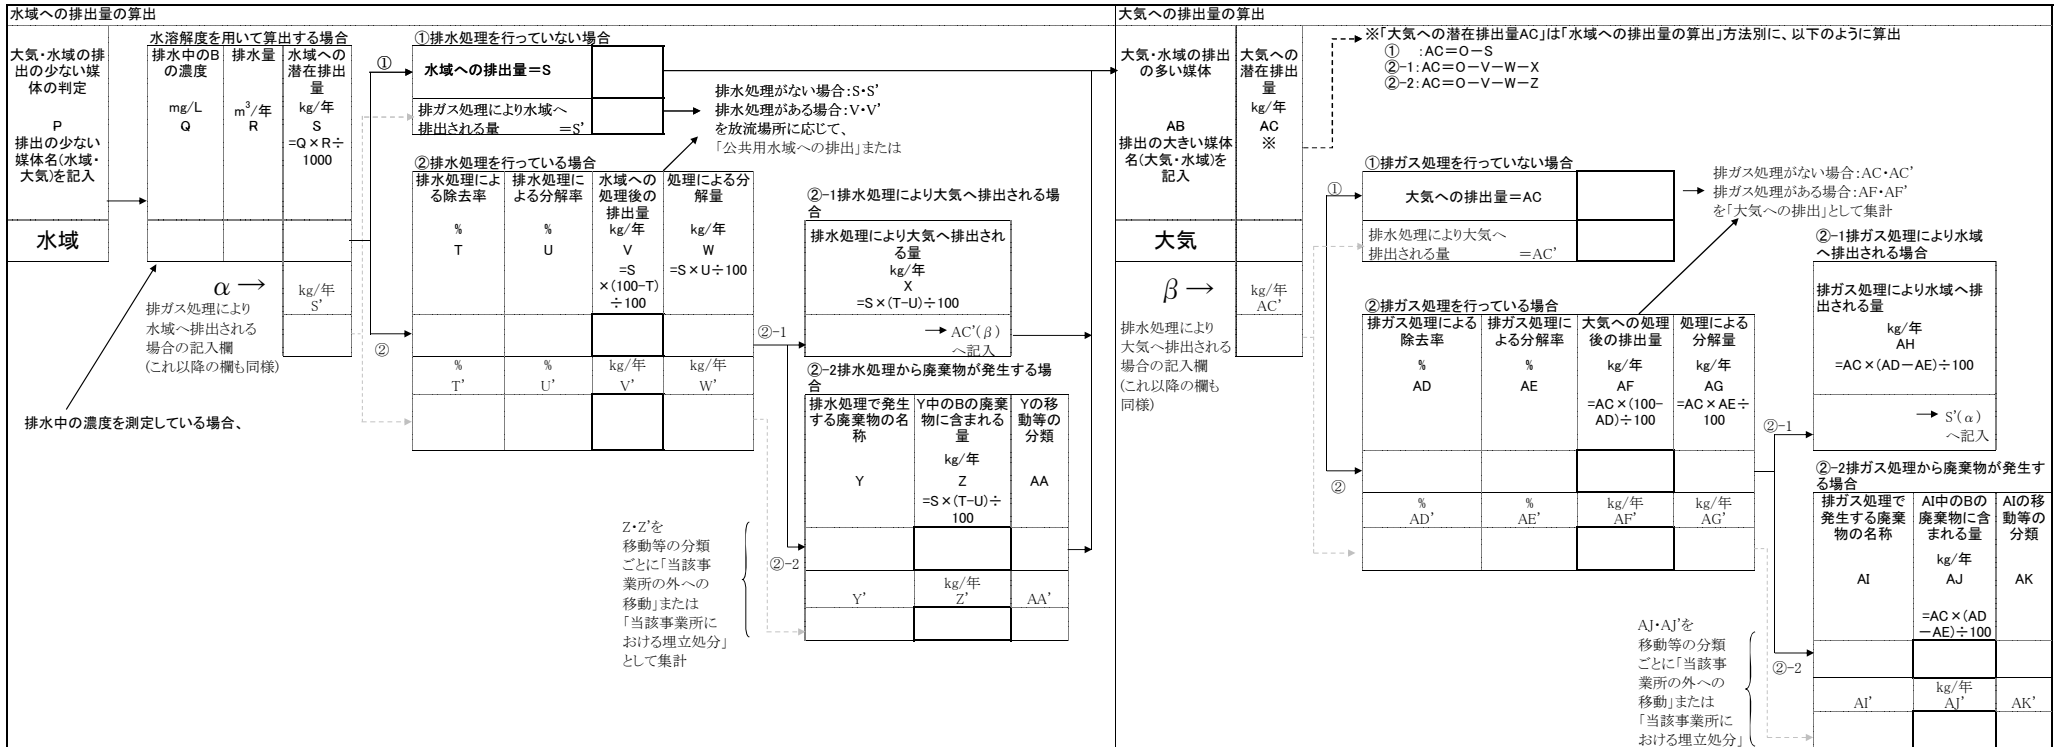 水域への排出量の算出
大気・水域の排
出の少ない媒
体の判定
P
排出の少ない
媒体名(水域・
大気)を記入
水域
水溶解度を用いて算出する場合
排水中のB
の濃度
mg/L
Q
排水量
m³/年
R
水域への
潜在排出
量
kg/年
S
=Q×R÷
1000
α→
kg/年
S’
排ガス処理により
水域へ排出される
場合の記入欄
(これ以降の欄も同様)
排水中の濃度を測定している場合、
①
②
①排水処理を行っていない場合
水域への排出量=S
排ガス処理により水域へ
排出される量 =S’
排水処理がない場合:S・S’
排水処理がある場合:V・V’
を放流場所に応じて、
「公共用水域への排出」または
②排水処理を行っている場合
排水処理によ
る除去率
%
T
排水処理に
よる分解率
%
U
水域への
処理後の
排出量
kg/年
V
=S
×(100-T)
÷100
処理による分
解量
kg/年
W
=S×U÷100
%
T’
%
U’
kg/年
V’
kg/年
W’
②-1
②-2
②-1排水処理により大気へ排出される場
合
排水処理により大気へ排出され
る量
kg/年
X
=S×(T-U)÷100
→ AC’(β)
へ記入
②-2排水処理から廃棄物が発生する場
合
排水処理で発生
する廃棄物の名
称
Y
Y中のBの廃棄
物に含まれる
量
kg/年
Z
=S×(T-U)÷
100
Yの移
動等の
分類
AA
Y’
kg/年
Z’
AA’
Z・Z’を
移動等の分類
ごとに「当該事
業所の外への
移動」または
「当該事業所に
おける埋立処分」
として集計
大気への排出量の算出
大気・水域の排出
の多い媒体
AB
排出の大きい媒体
名(大気・水域)を
記入
大気
大気への
潜在排出
量
kg/年
AC
※
β→
kg/年
AC’
排水処理により
大気へ排出される
場合の記入欄
(これ以降の欄も
同様)
※「大気への潜在排出量AC」は「水域への排出量の算出」方法別に、以下のように算出
① :AC=O-S
②-1:AC=O-V-W-X
②-2:AC=O-V-W-Z
①
②
①排ガス処理を行っていない場合
大気への排出量=AC
排水処理により大気へ
排出される量 =AC’
排ガス処理がない場合:AC・AC’
排ガス処理がある場合:AF・AF’
を「大気への排出」として集計
②排ガス処理を行っている場合
排ガス処理による
除去率
%
AD
排ガス処理に
よる分解率
%
AE
大気への処理
後の排出量
kg/年
AF
=AC×(100-
AD)÷100
処理による
分解量
kg/年
AG
=AC×AE÷
100
%
AD’
%
AE’
kg/年
AF’
kg/年
AG’
②-1
②-2
②-1排ガス処理により水域
へ排出される場合
排ガス処理により水域へ排
出される量
kg/年
AH
=AC×(AD-AE)÷100
→ S’(α)
へ記入
②-2排ガス処理から廃棄物が発生す
る場合
排ガス処理で
発生する廃棄
物の名称
AI
AI中のBの
廃棄物に含
まれる量
kg/年
AJ
=AC×(AD
-AE)÷100
AIの移
動等の
分類
AK
AI’
kg/年
AJ’
AK’
AJ・AJ’を
移動等の分類
ごとに「当該事
業所の外への
移動」または
「当該事業所に
おける埋立処分」